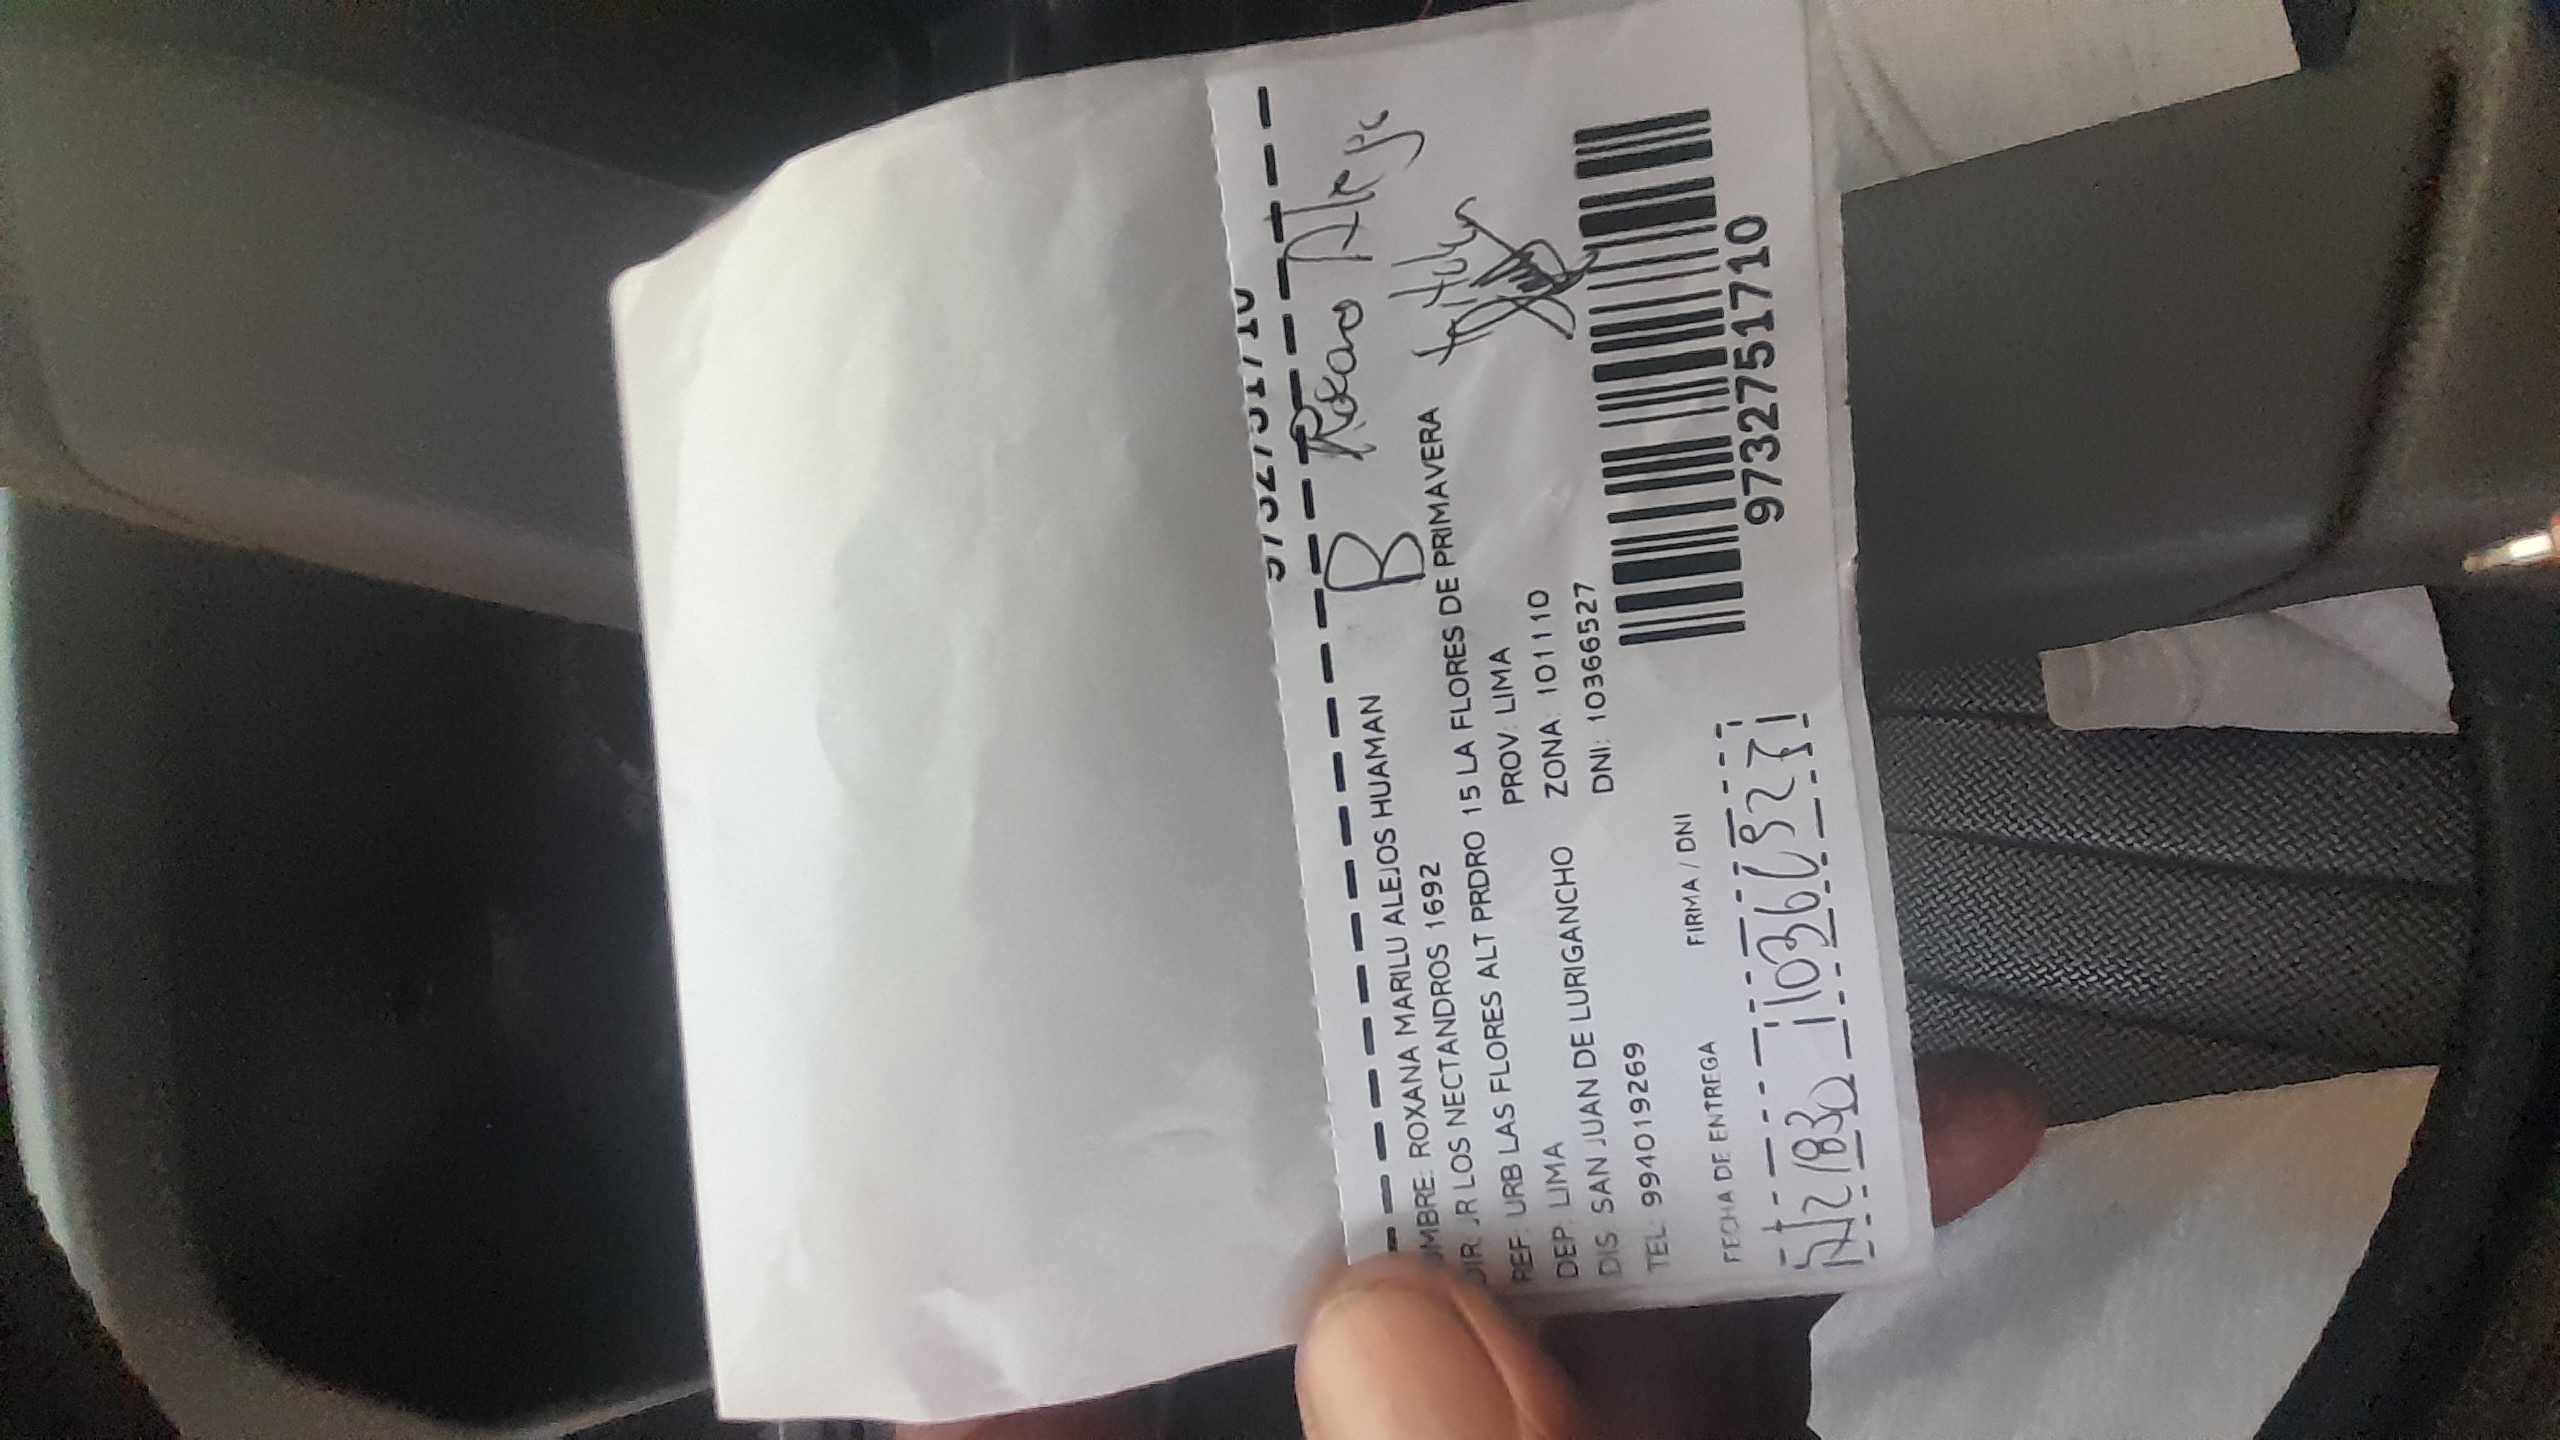 B
NOMBRE: ROXANA MARILU ALEJOS HUAMAN
DIR: JR LOS NECTANDROS 1692
REF: URB LAS FLORES ALT PRDRO 15 LA FLORES DE PRIMAVERA
DEP: LIMA PROV: LIMA
DIS: SAN JUAN DE LURIGANCHO ZONA: 101110
TEL: 994019269 DNI: 10366527
9732751710
FECHA DE ENTREGA FIRMA / DNI
10366527